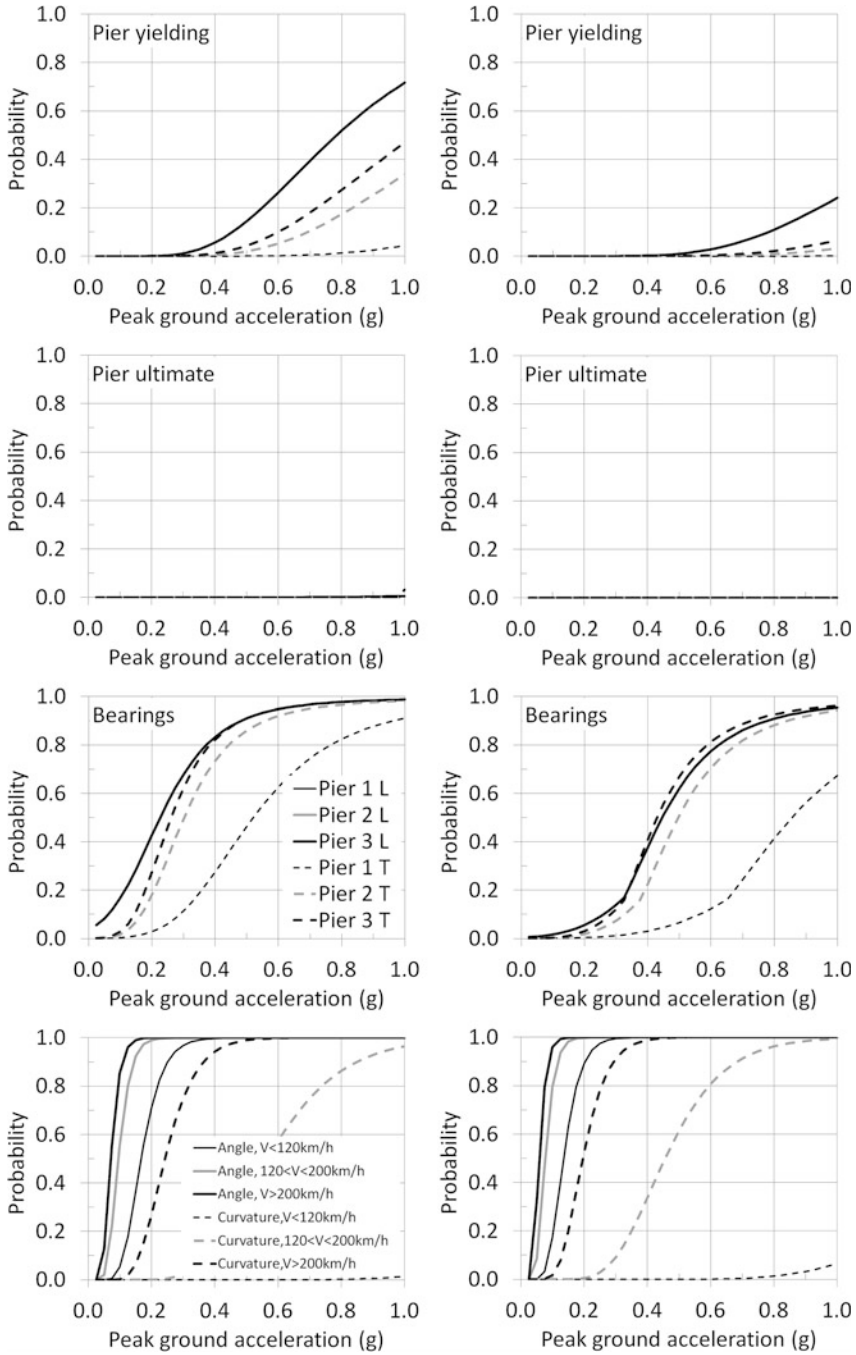 Pier yielding
1.0
0.8
0.6
0.4
0.2
0.0
Probability
0.0 0.2 0.4 0.6 0.8 1.0
Peak ground acceleration (g)
Pier yielding
1.0
0.8
0.6
0.4
0.2
0.0
Probability
0.0 0.2 0.4 0.6 0.8 1.0
Peak ground acceleration (g)
Pier ultimate
1.0
0.8
0.6
0.4
0.2
0.0
Probability
0.0 0.2 0.4 0.6 0.8 1.0
Peak ground acceleration (g)
Pier ultimate
1.0
0.8
0.6
0.4
0.2
0.0
Probability
0.0 0.2 0.4 0.6 0.8 1.0
Peak ground acceleration (g)
Bearings
1.0
0.8
0.6
0.4
0.2
0.0
Probability
Pier 1 L
Pier 2 L
Pier 3 L
Pier 1 T
Pier 2 T
Pier 3 T
0.0 0.2 0.4 0.6 0.8 1.0
Peak ground acceleration (g)
Bearings
1.0
0.8
0.6
0.4
0.2
0.0
Probability
0.0 0.2 0.4 0.6 0.8 1.0
Peak ground acceleration (g)
1.0
0.8
0.6
0.4
0.2
0.0
Probability
Angle, V<120km/h
Angle, 120<V<200km/h
Angle, V>200km/h
Curvature,V<120km/h
Curvature,120<V<200km/h
Curvature,V>200km/h
0.0 0.2 0.4 0.6 0.8 1.0
Peak ground acceleration (g)
1.0
0.8
0.6
0.4
0.2
0.0
Probability
0.0 0.2 0.4 0.6 0.8 1.0
Peak ground acceleration (g)